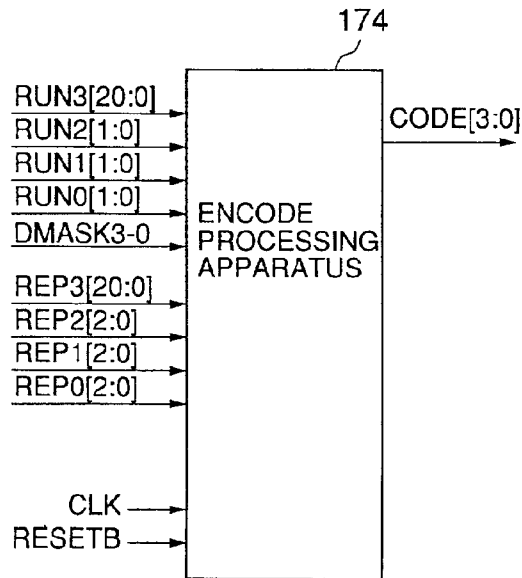 174
RUN3[20:0]
RUN2[1:0]
RUN1[1:0]
RUN0[1:0]
DMASK3-0
REP3[20:0]
REP2[2:0]
REP1[2:0]
REP0[2:0]
CLK
RESETB
ENCODE
PROCESSING
APPARATUS
CODE[3:0]